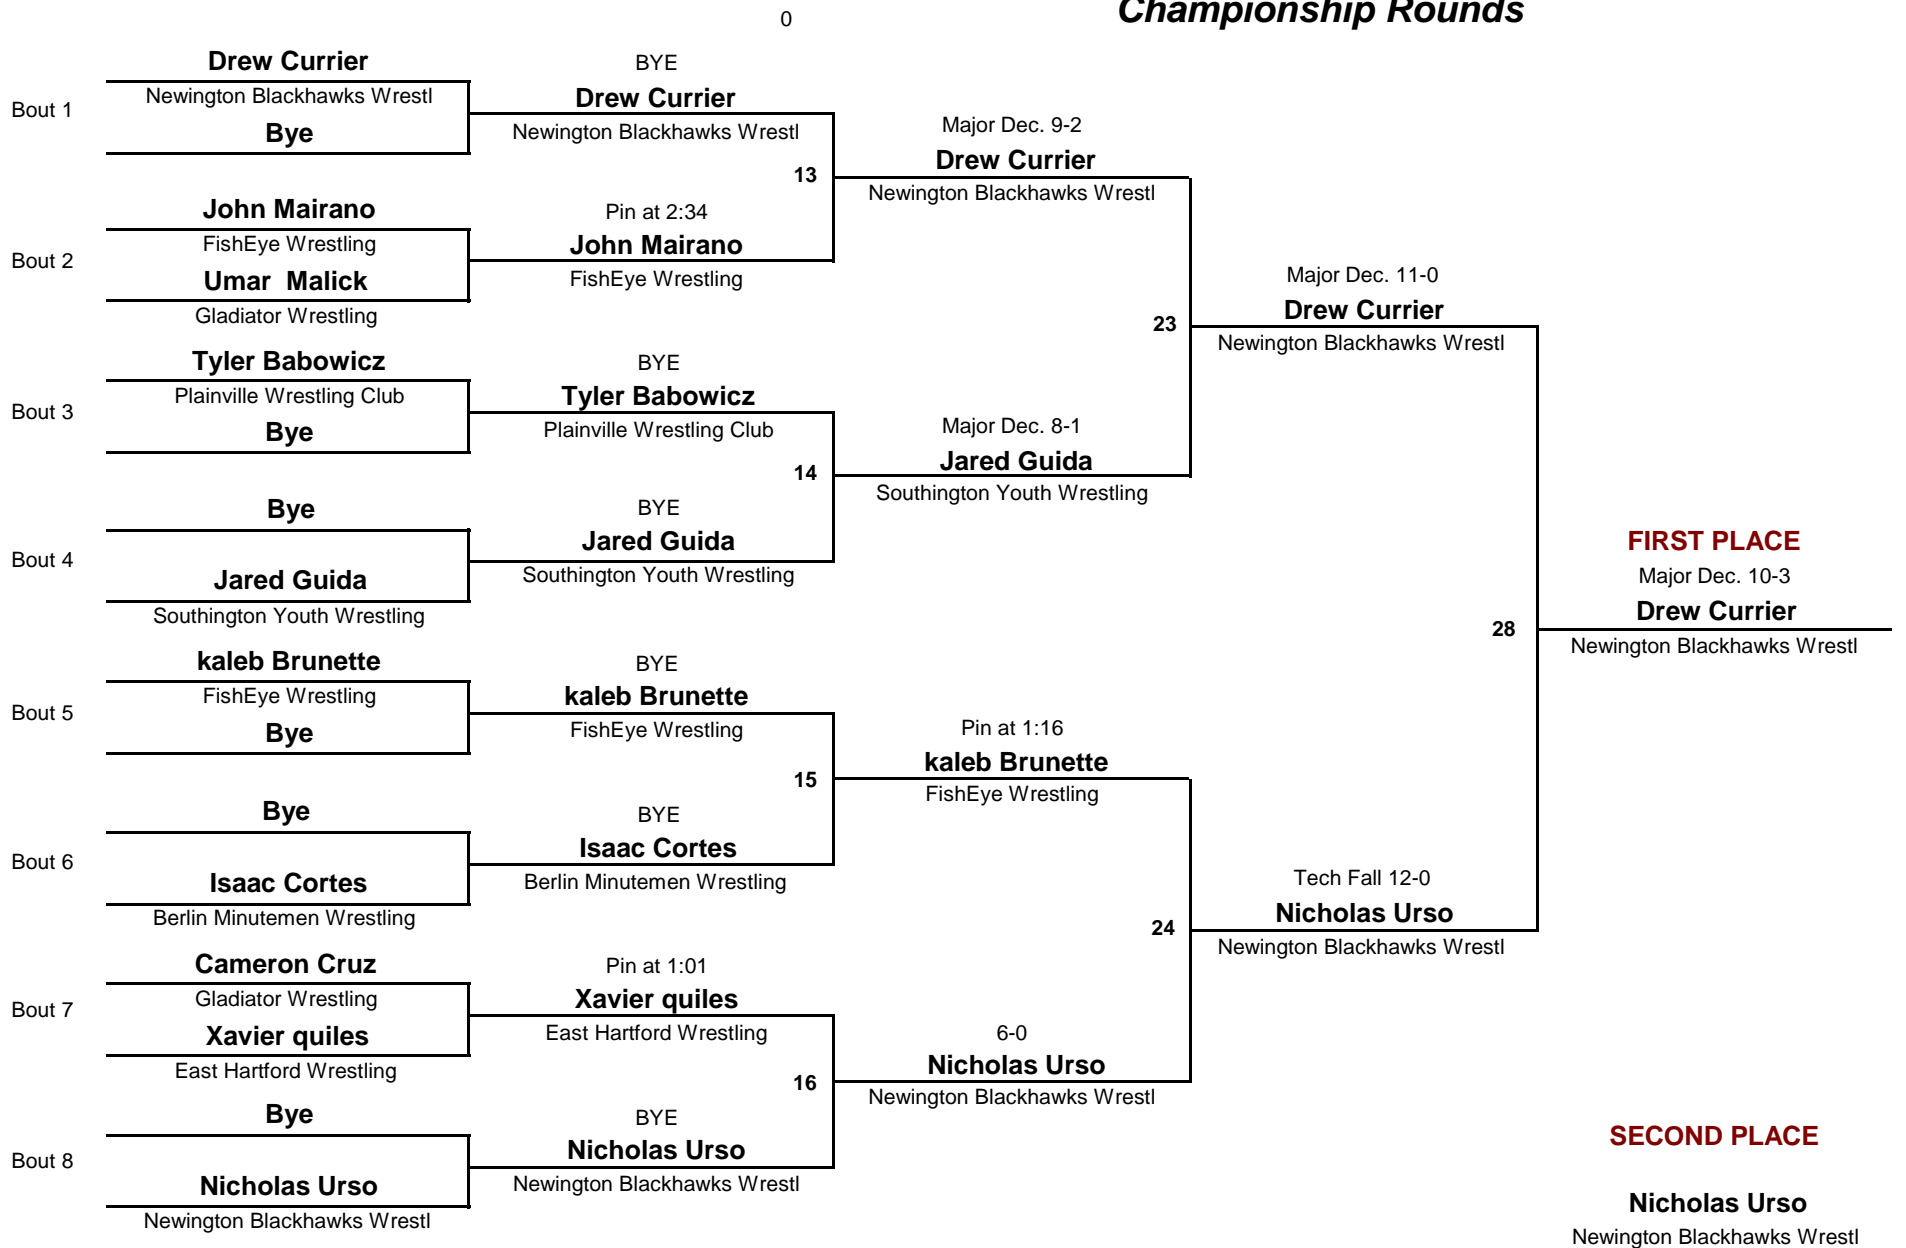 0
Championship Rounds
Drew Currier
Newington Blackhawks Wrestl
Bout 1
Bye
BYE
Drew Currier
Newington Blackhawks Wrestl
13
John Mairano
FishEye Wrestling
Bout 2
Umar  Malick
Gladiator Wrestling
Pin at 2:34
John Mairano
FishEye Wrestling
Major Dec. 9-2
Drew Currier
Newington Blackhawks Wrestl
23
Tyler Babowicz
Plainville Wrestling Club
Bout 3
Bye
BYE
Tyler Babowicz
Plainville Wrestling Club
14
Bye
Bout 4
Jared Guida
Southington Youth Wrestling
BYE
Jared Guida
Southington Youth Wrestling
Major Dec. 8-1
Jared Guida
Southington Youth Wrestling
Major Dec. 11-0
Drew Currier
Newington Blackhawks Wrestl
28
kaleb Brunette
FishEye Wrestling
Bout 5
Bye
BYE
kaleb Brunette
FishEye Wrestling
15
Bye
Bout 6
Isaac Cortes
Berlin Minutemen Wrestling
BYE
Isaac Cortes
Berlin Minutemen Wrestling
Pin at 1:16
kaleb Brunette
FishEye Wrestling
24
Cameron Cruz
Gladiator Wrestling
Bout 7
Xavier quiles
East Hartford Wrestling
Pin at 1:01
Xavier quiles
East Hartford Wrestling
16
Bye
Bout 8
Nicholas Urso
Newington Blackhawks Wrestl
BYE
Nicholas Urso
Newington Blackhawks Wrestl
6-0
Nicholas Urso
Newington Blackhawks Wrestl
Tech Fall 12-0
Nicholas Urso
Newington Blackhawks Wrestl
FIRST PLACE
Major Dec. 10-3
Drew Currier
Newington Blackhawks Wrestl
SECOND PLACE
Nicholas Urso
Newington Blackhawks Wrestl